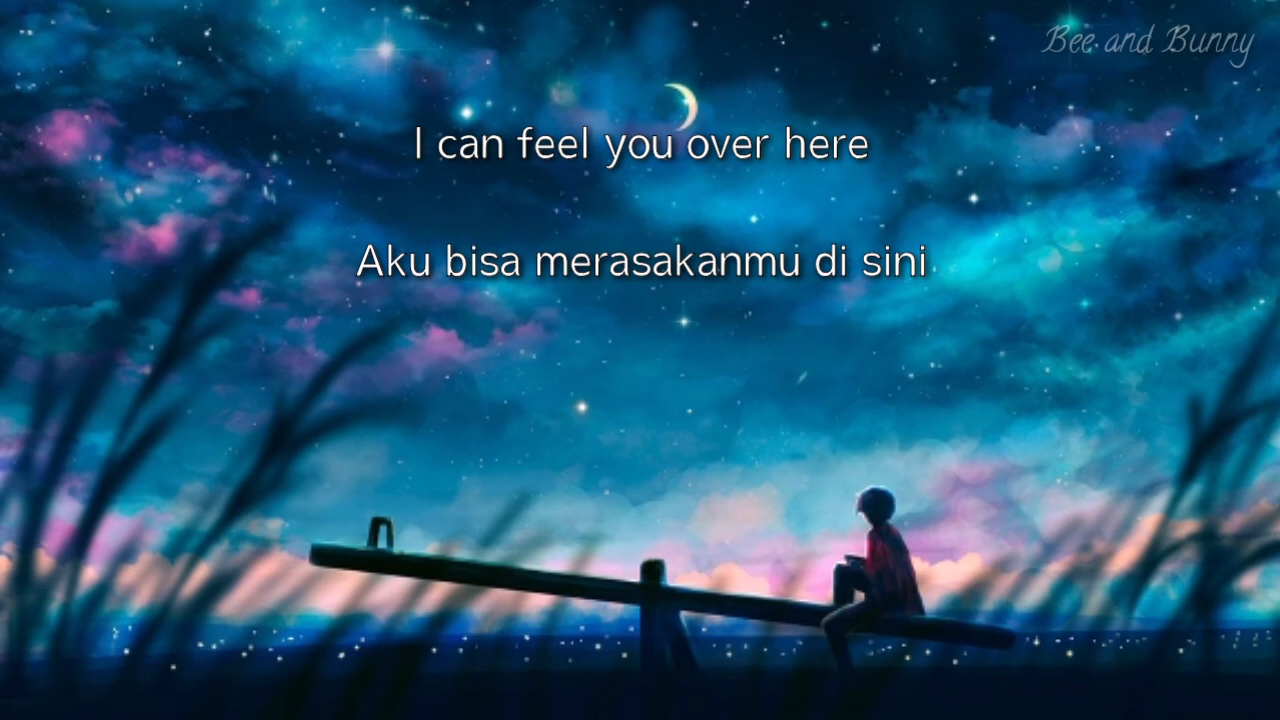 Bee and Bunny
I can feel you over here
Aku bisa merasakanmu di sini